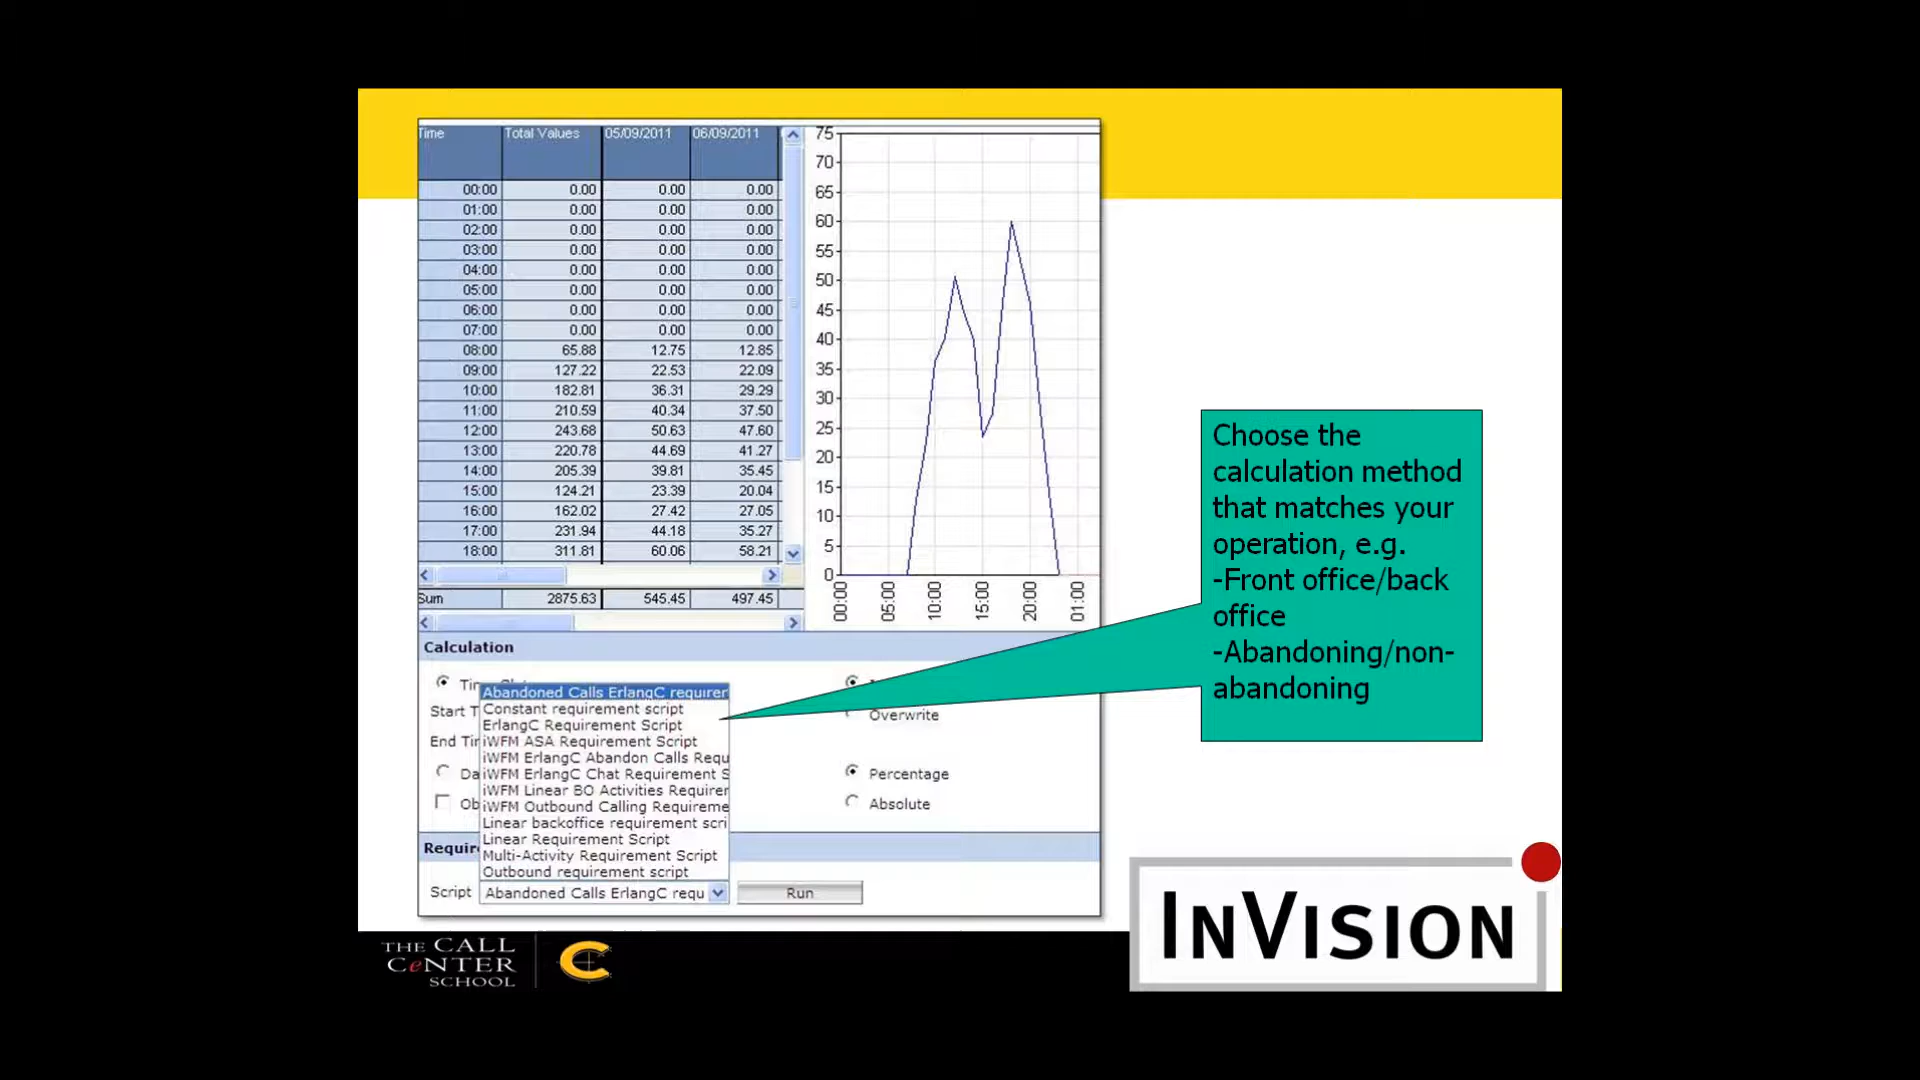 Time Total Values 05/09/2011 06/09/2011
00:00 0.00 0.00 0.00
01:00 0.00 0.00 0.00
02:00 0.00 0.00 0.00
03:00 0.00 0.00 0.00
04:00 0.00 0.00 0.00
05:00 0.00 0.00 0.00
06:00 0.00 0.00 0.00
07:00 0.00 0.00 0.00
08:00 65.88 12.75 12.85
09:00 127.22 22.53 22.09
10:00 182.81 36.31 29.29
11:00 210.59 40.34 37.50
12:00 243.68 50.63 47.60
13:00 220.78 44.69 41.27
14:00 205.39 39.81 35.45
15:00 124.21 23.39 20.04
16:00 162.02 27.42 27.05
17:00 231.94 44.18 35.27
18:00 311.81 60.06 58.21
Sum 2875.63 545.45 497.45
75
70
65
60
55
50
45
40
35
30
25
20
15
10
5
0
00:00 05:00 10:00 15:00 20:00 01:00
Choose the
calculation method
that matches your
operation, e.g.
-Front office/back
office
-Abandoning/non-
abandoning
Calculation
Start T
End Ti
Da
Ob
Overwrite
Percentage
Absolute
Abandoned Calls ErlangC requirer
Constant requirement script
ErlangC Requirement Script
iWFM ASA Requirement Script
iWFM ErlangC Abandon Calls Requ
iWFM ErlangC Chat Requirement S
iWFM Linear BO Activities Requirer
iWFM Outbound Calling Requireme
Linear backoffice requirement scri
Linear Requirement Script
Multi-Activity Requirement Script
Outbound requirement script
Requir
Script Abandoned Calls ErlangC requ Run
THE CALL
CeNTER
SCHOOL
INVISION